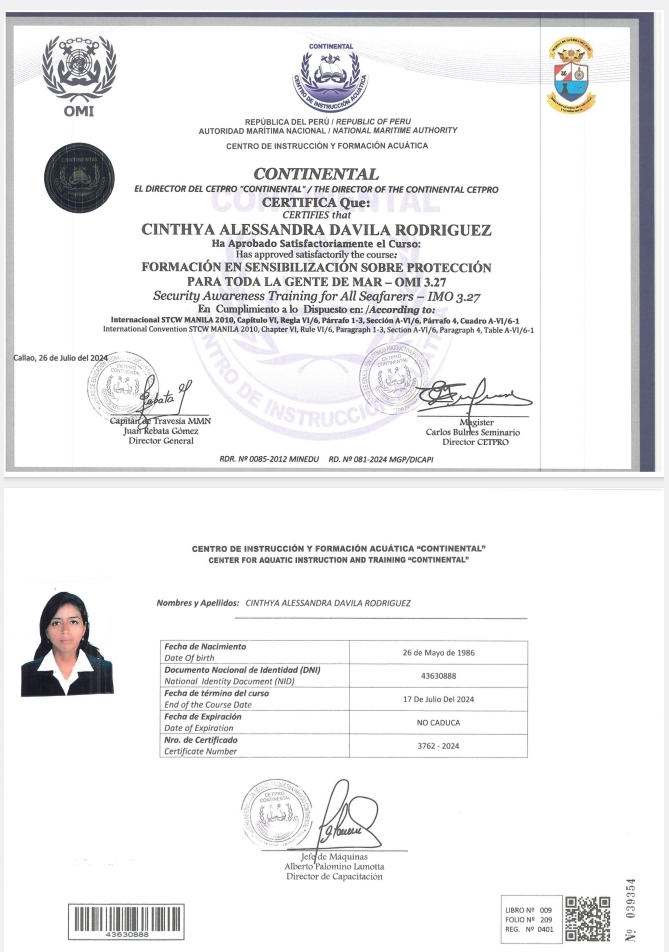 OMI
CONTINENTAL
CENTRO DE INSTRUCCIÓN ACUÁTICA
REPÚBLICA DEL PERÚ / REPUBLIC OF PERU
AUTORIDAD MARÍTIMA NACIONAL / NATIONAL MARITIME AUTHORITY
CENTRO DE INSTRUCCIÓN Y FORMACIÓN ACUÁTICA
CONTINENTAL
EL DIRECTOR DEL CETPRO "CONTINENTAL" / THE DIRECTOR OF THE CONTINENTAL CETPRO
CERTIFICA Que:
CERTIFIES that
CINTHYA ALESSANDRA DAVILA RODRIGUEZ
Ha Aprobado Satisfactoriamente el Curso:
Has approved satisfactorily the course:
FORMACIÓN EN SENSIBILIZACIÓN SOBRE PROTECCIÓN
PARA TODA LA GENTE DE MAR – OMI 3.27
Security Awareness Training for All Seafarers – IMO 3.27
En Cumplimiento a lo Dispuesto en: /According to:
Internacional STCW MANILA 2010, Capítulo VI, Regla VI/6, Párrafo 1-3, Sección A-VI/6, Párrafo 4, Cuadro A-VI/6-1
International Convention STCW MANILA 2010, Chapter VI, Rule VI/6, Paragraph 1-3, Section A-VI/6, Paragraph 4, Table A-VI/6-1
Callao, 26 de Julio del 2024
CETPRO
CONTINENTAL
CETPRO
CONTINENTAL
Capitán de Travesía MMN
Juan Rebata Gómez
Director General
Magister
Carlos Bulnes Seminario
Director CETPRO
RDR. Nº 0085-2012 MINEDU RD. Nº 081-2024 MGP/DICAPI
CENTRO DE INSTRUCCIÓN Y FORMACIÓN ACUÁTICA "CONTINENTAL"
CENTER FOR AQUATIC INSTRUCTION AND TRAINING "CONTINENTAL"
Nombres y Apellidos: CINTHYA ALESSANDRA DAVILA RODRIGUEZ
Fecha de Nacimiento
Date Of birth
26 de Mayo de 1986
Documento Nacional de Identidad (DNI)
National Identity Document (NID)
43630888
Fecha de término del curso
End of the Course Date
17 De Julio Del 2024
Fecha de Expiración
Date of Expiration
NO CADUCA
Nro. de Certificado
Certificate Number
3762 - 2024
CETPRO
CONTINENTAL
Jefe de Máquinas
Alberto Palomino Lamotta
Director de Capacitación
43630888
LIBRO Nº 009
FOLIO Nº 209
REG. Nº 0401
Nº 039354